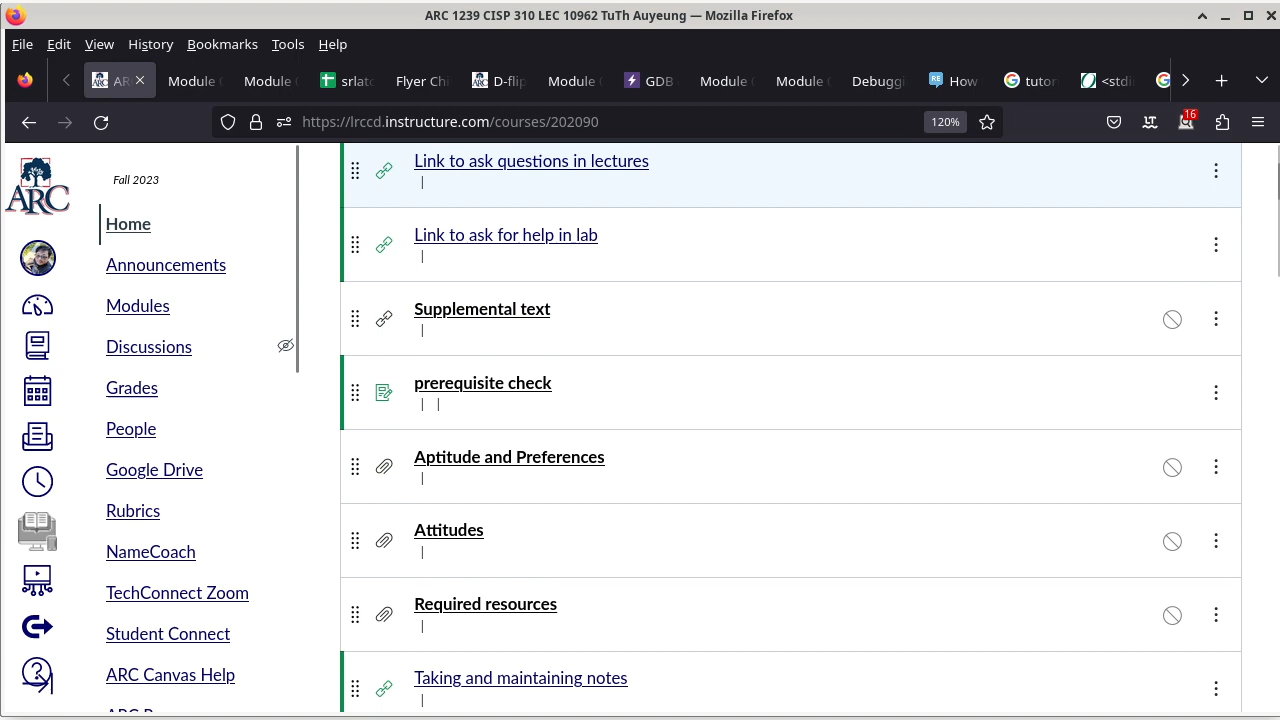 ARC 1239 CISP 310 LEC 10962 TuTh Auyeung — Mozilla Firefox
File Edit View History Bookmarks Tools Help
AR Module Module srlat Flyer Chi D-flip Module GDB Module Module Debuggi How tutor <stdi
https://lrccd.instructure.com/courses/202090 120% 16
ARC
Fall 2023
Home
Announcements
Modules
Discussions
Grades
People
Google Drive
Rubrics
NameCoach
TechConnect Zoom
Student Connect
ARC Canvas Help
Link to ask questions in lectures
|
Link to ask for help in lab
|
Supplemental text
|
prerequisite check
| |
Aptitude and Preferences
|
Attitudes
|
Required resources
|
Taking and maintaining notes
|